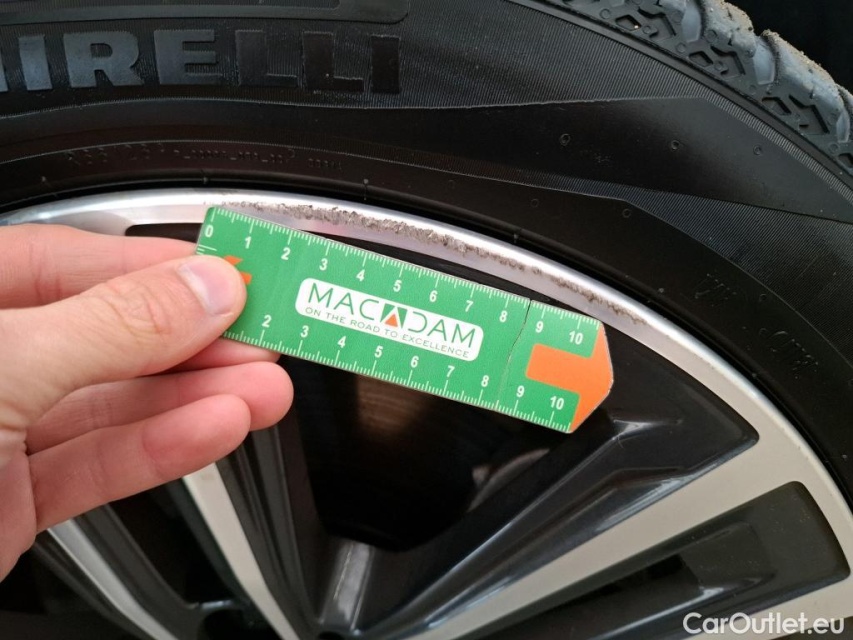 PIRELLI
0 1 2 3 4 5 6 7 8 9 10
MACADAM
ON THE ROAD TO EXCELLENCE
2 3 4 5 6 7 8 9 10
CarOutlet.eu